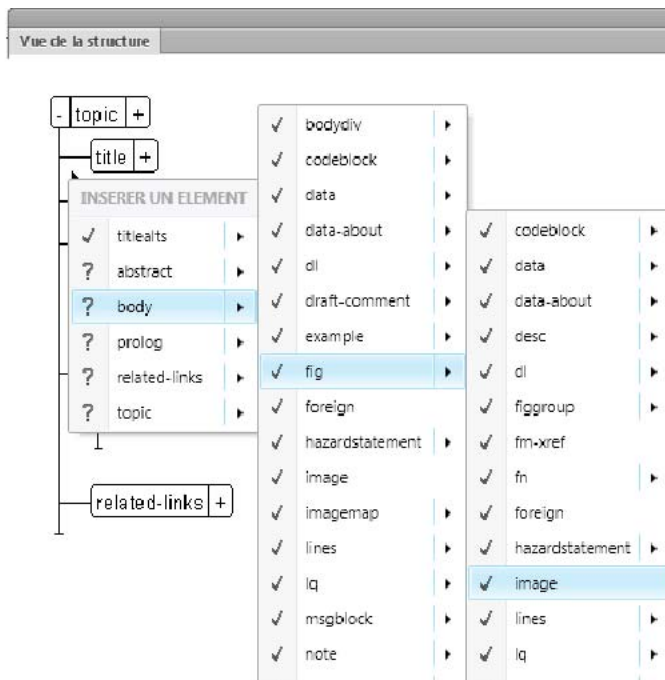 Vue de la structure
- topic +
title +
INSERER UN ELEMENT
titlealts
abstract
body
prolog
related-links
topic
related-links +
bodydiv
codeblock
data
data-about
dl
draft-comment
example
fig
foreign
hazardstatement
image
imagemap
lines
lq
msgblock
note
codeblock
data
data-about
desc
dl
figgroup
fm-xref
fn
foreign
hazardstatement
image
lines
lq